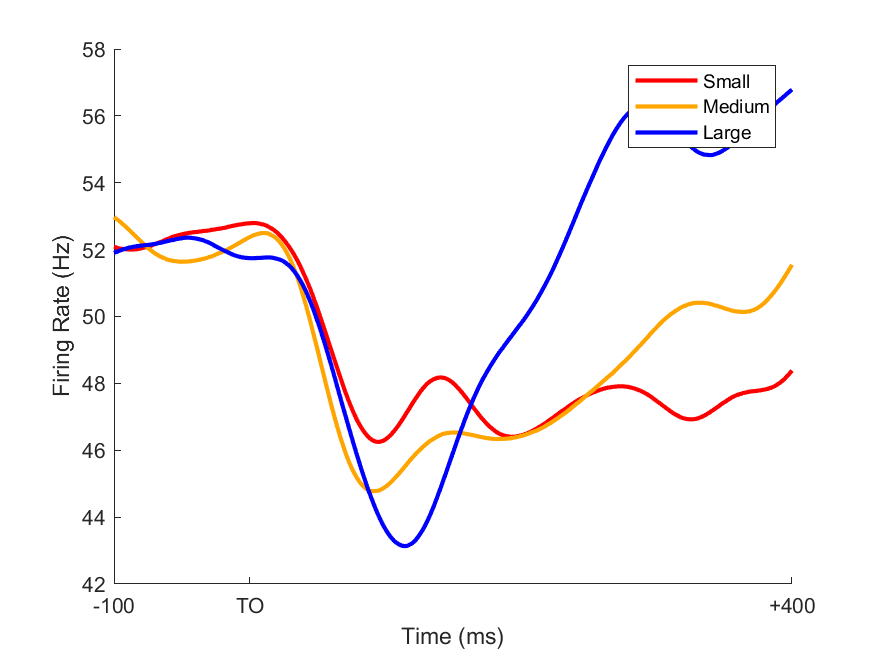 58
56
54
52
50
48
46
44
42
Firing Rate (Hz)
Small
Medium
Large
-100
TO
+400
Time (ms)